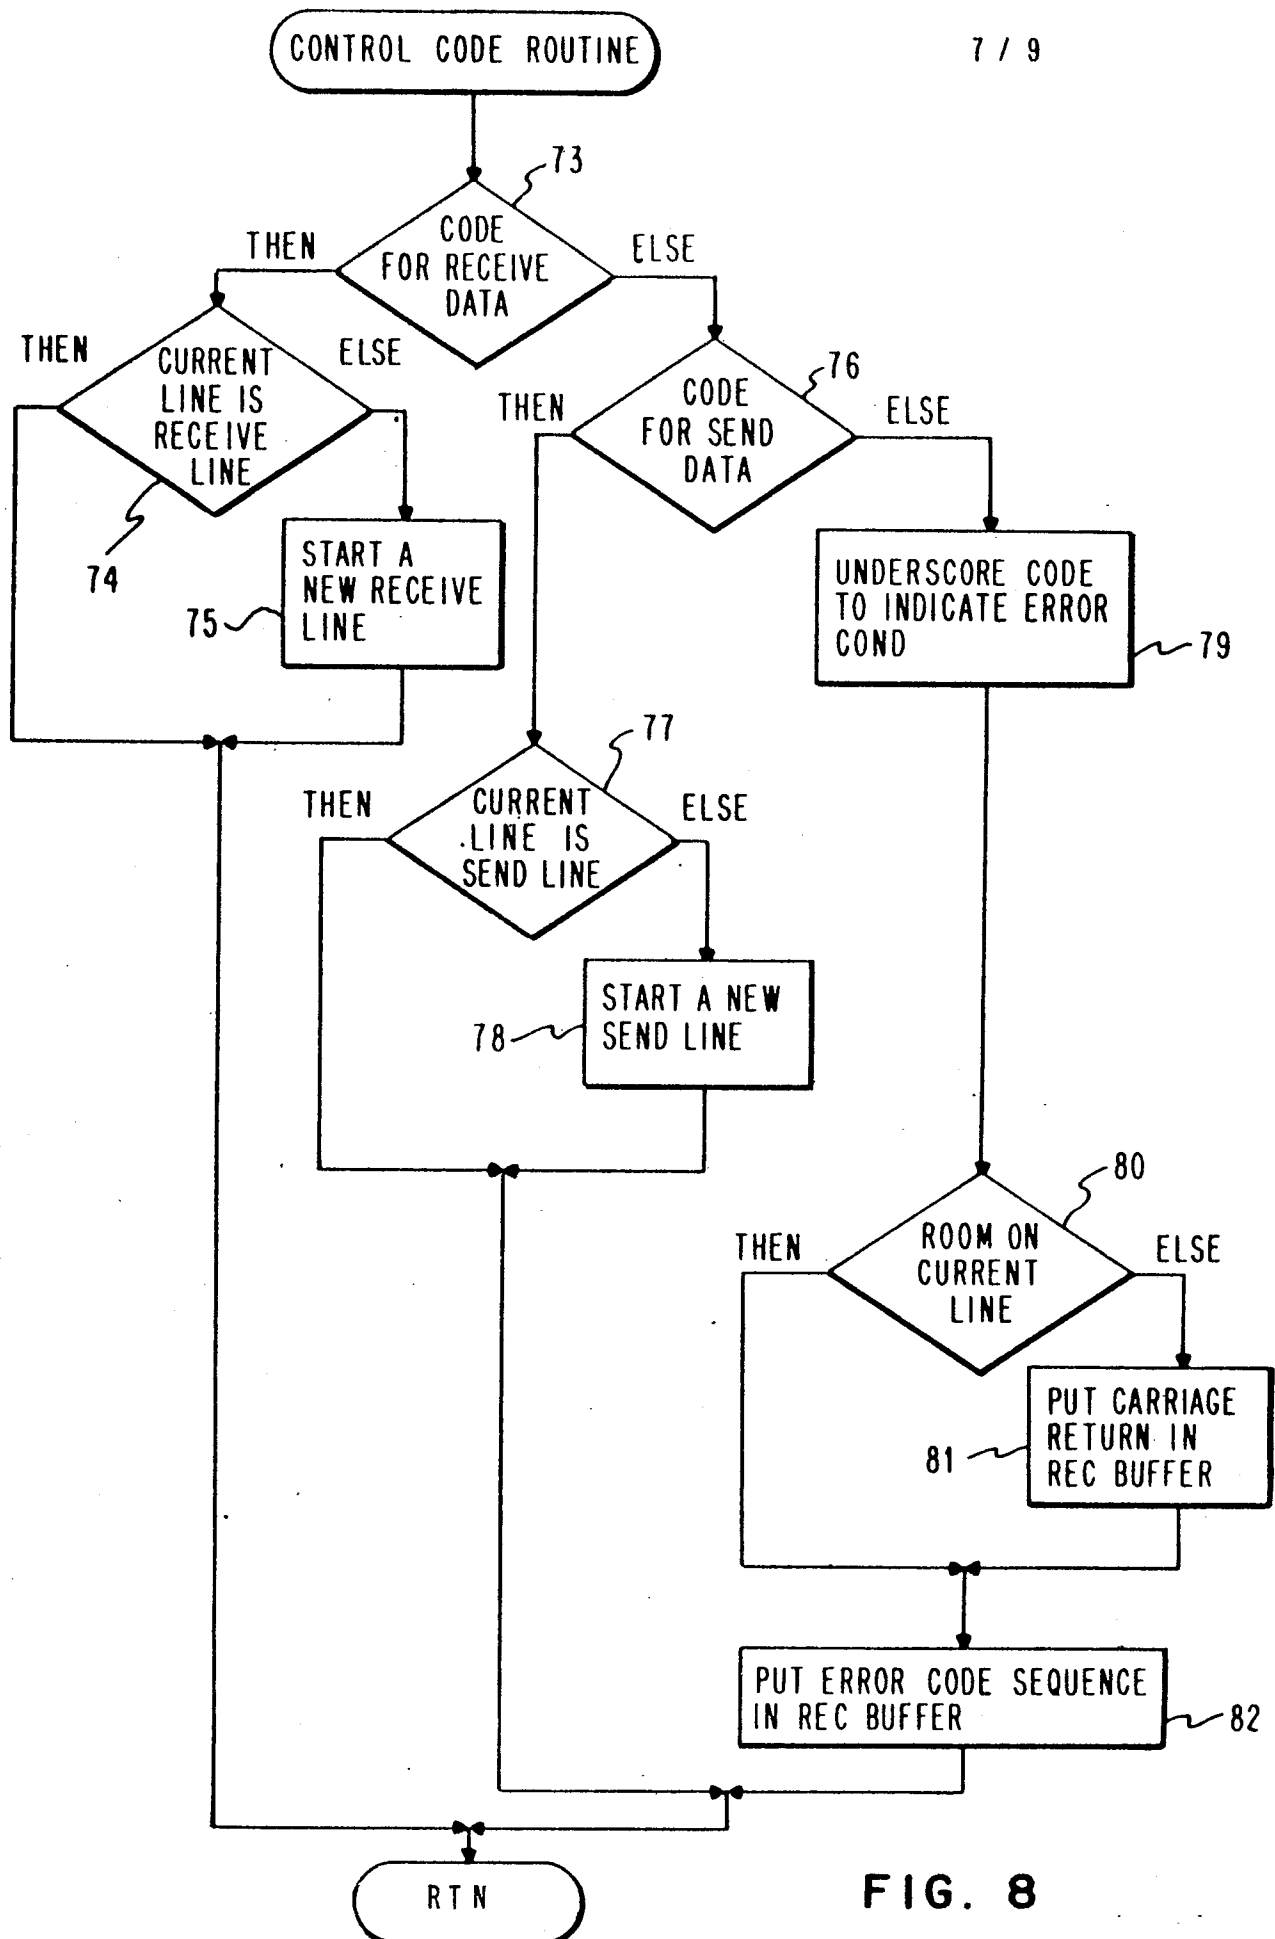 CONTROL CODE ROUTINE
7 / 9
73
CODE
FOR RECEIVE
DATA
THEN
ELSE
THEN
CURRENT
LINE IS
RECEIVE
LINE
ELSE
74
76
CODE
FOR SEND
DATA
THEN
ELSE
START A
NEW RECEIVE
LINE
75
UNDERSCORE CODE
TO INDICATE ERROR
COND
79
77
THEN
CURRENT
LINE IS
SEND LINE
ELSE
START A NEW
SEND LINE
78
80
THEN
ROOM ON
CURRENT
LINE
ELSE
PUT CARRIAGE
RETURN IN
REC BUFFER
81
PUT ERROR CODE SEQUENCE
IN REC BUFFER
82
RTN
FIG. 8